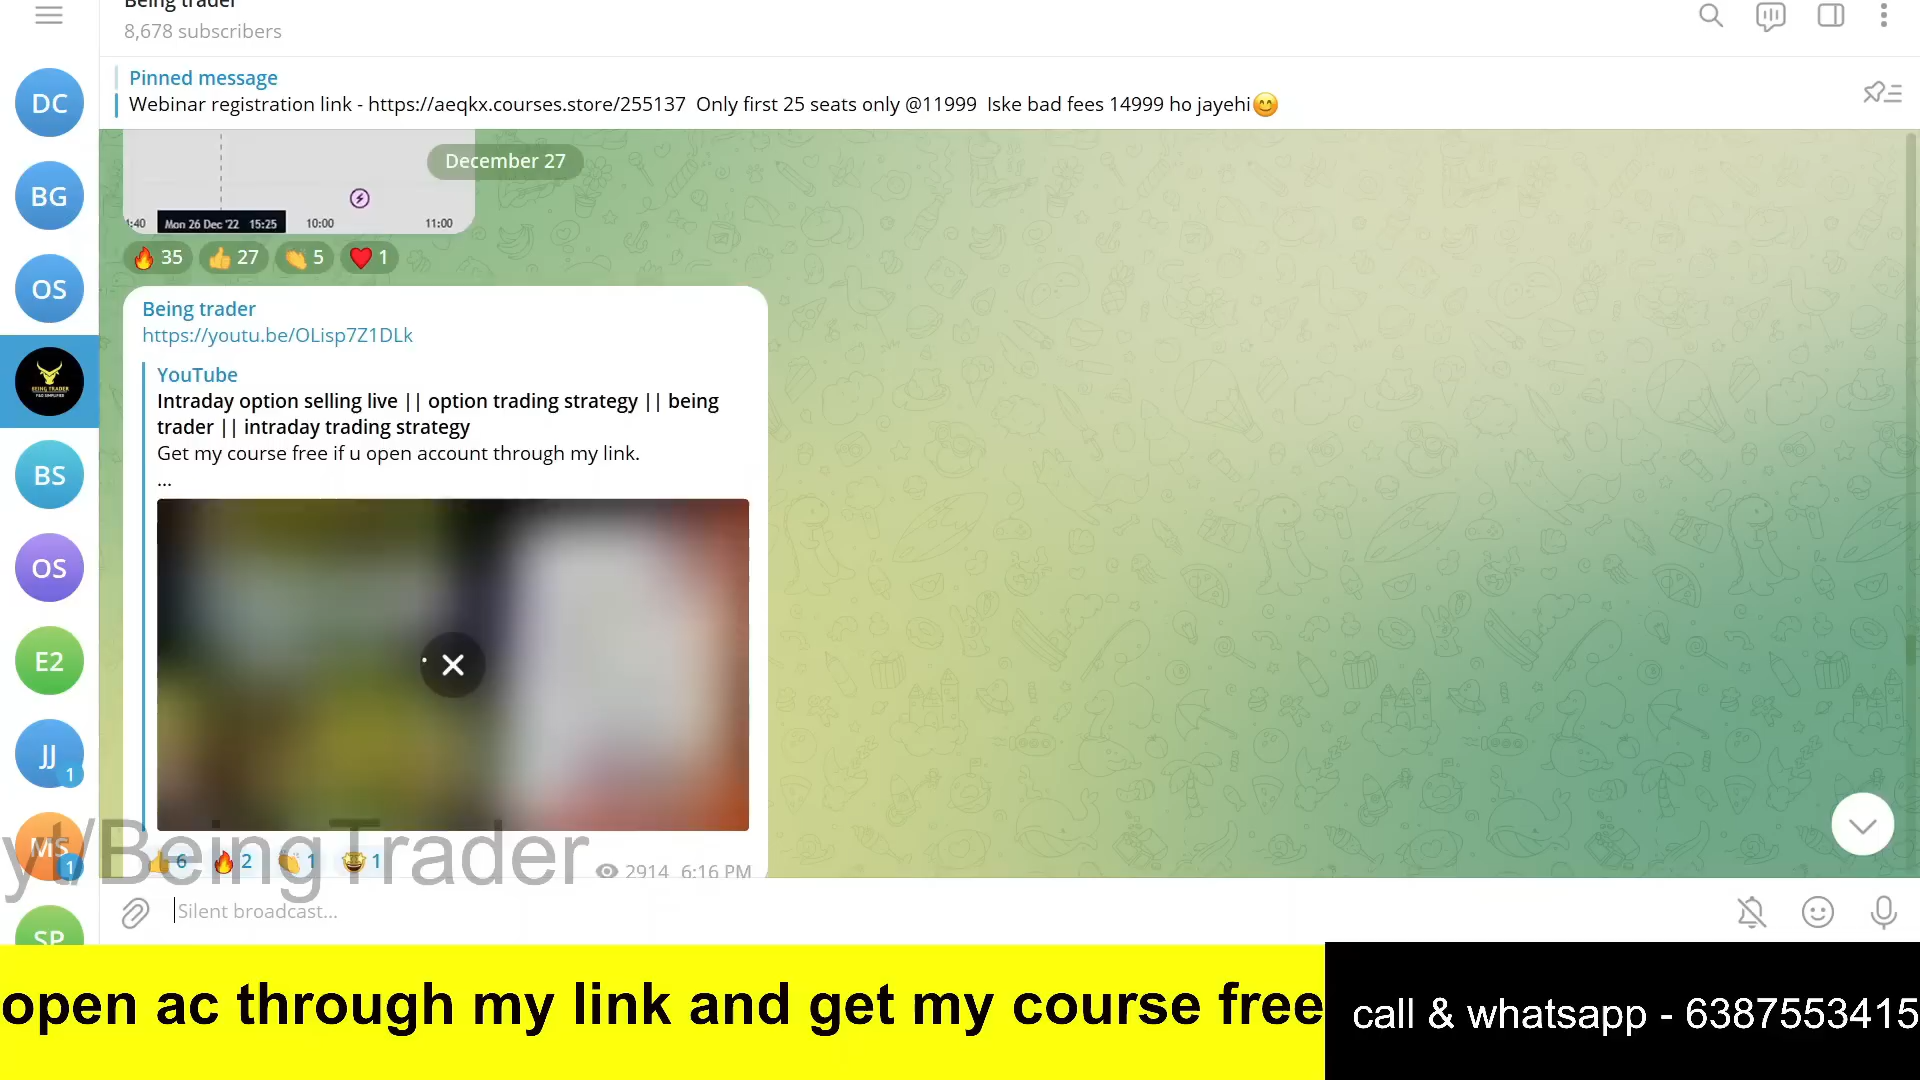 Being trader
8,678 subscribers
Pinned message
Webinar registration link - https://aeqkx.courses.store/255137 Only first 25 seats only @11999 Iske bad fees 14999 ho jayehi😊
DC
BG
OS
BEING TRADER
BS
OS
E2
JJ
1
MS
1
SP
December 27
1:40
Mon 26 Dec '22 15:25
10:00
11:00
35
27
5
1
Being trader
https://youtu.be/OLisp7Z1DLk
YouTube
Intraday option selling live || option trading strategy || being
trader || intraday trading strategy
Get my course free if u open account through my link.
...
6
2
1
1
2914 6:16 PM
yt/BeingTrader
Silent broadcast...
open ac through my link and get my course free
call & whatsapp - 6387553415